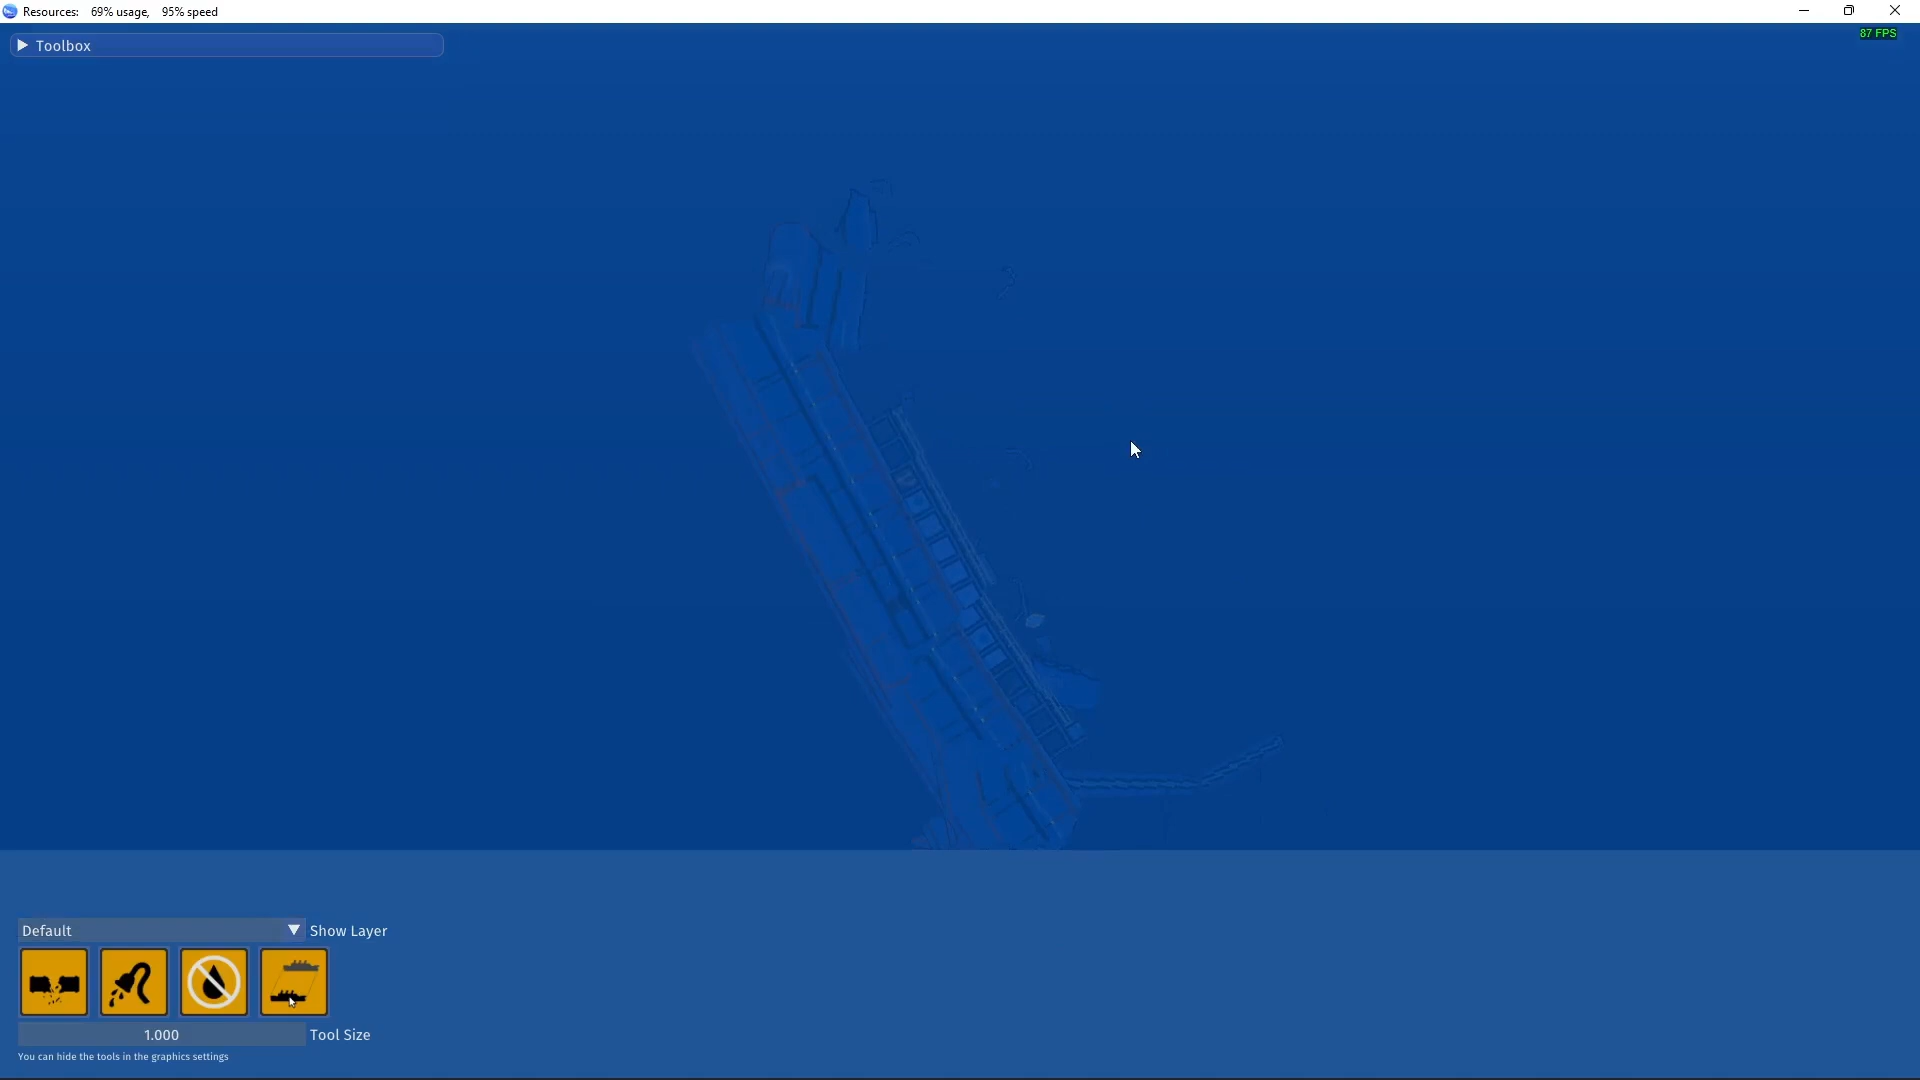 Resources: 69% usage, 95% speed
Toolbox
87 FPS
Default
Show Layer
1.000
Tool Size
You can hide the tools in the graphics settings